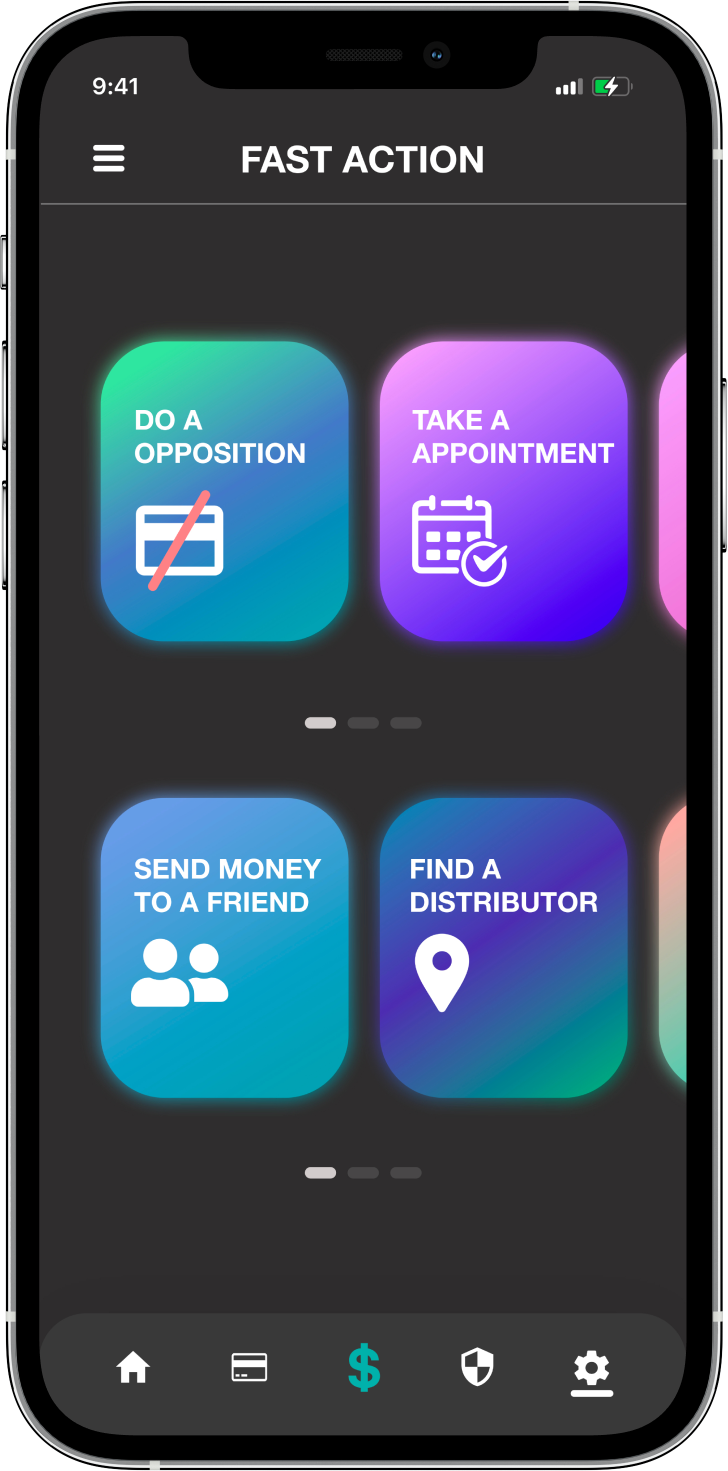 9:41
FAST ACTION
DO A
OPPOSITION
TAKE A
APPOINTMENT
SEND MONEY
TO A FRIEND
FIND A
DISTRIBUTOR
$